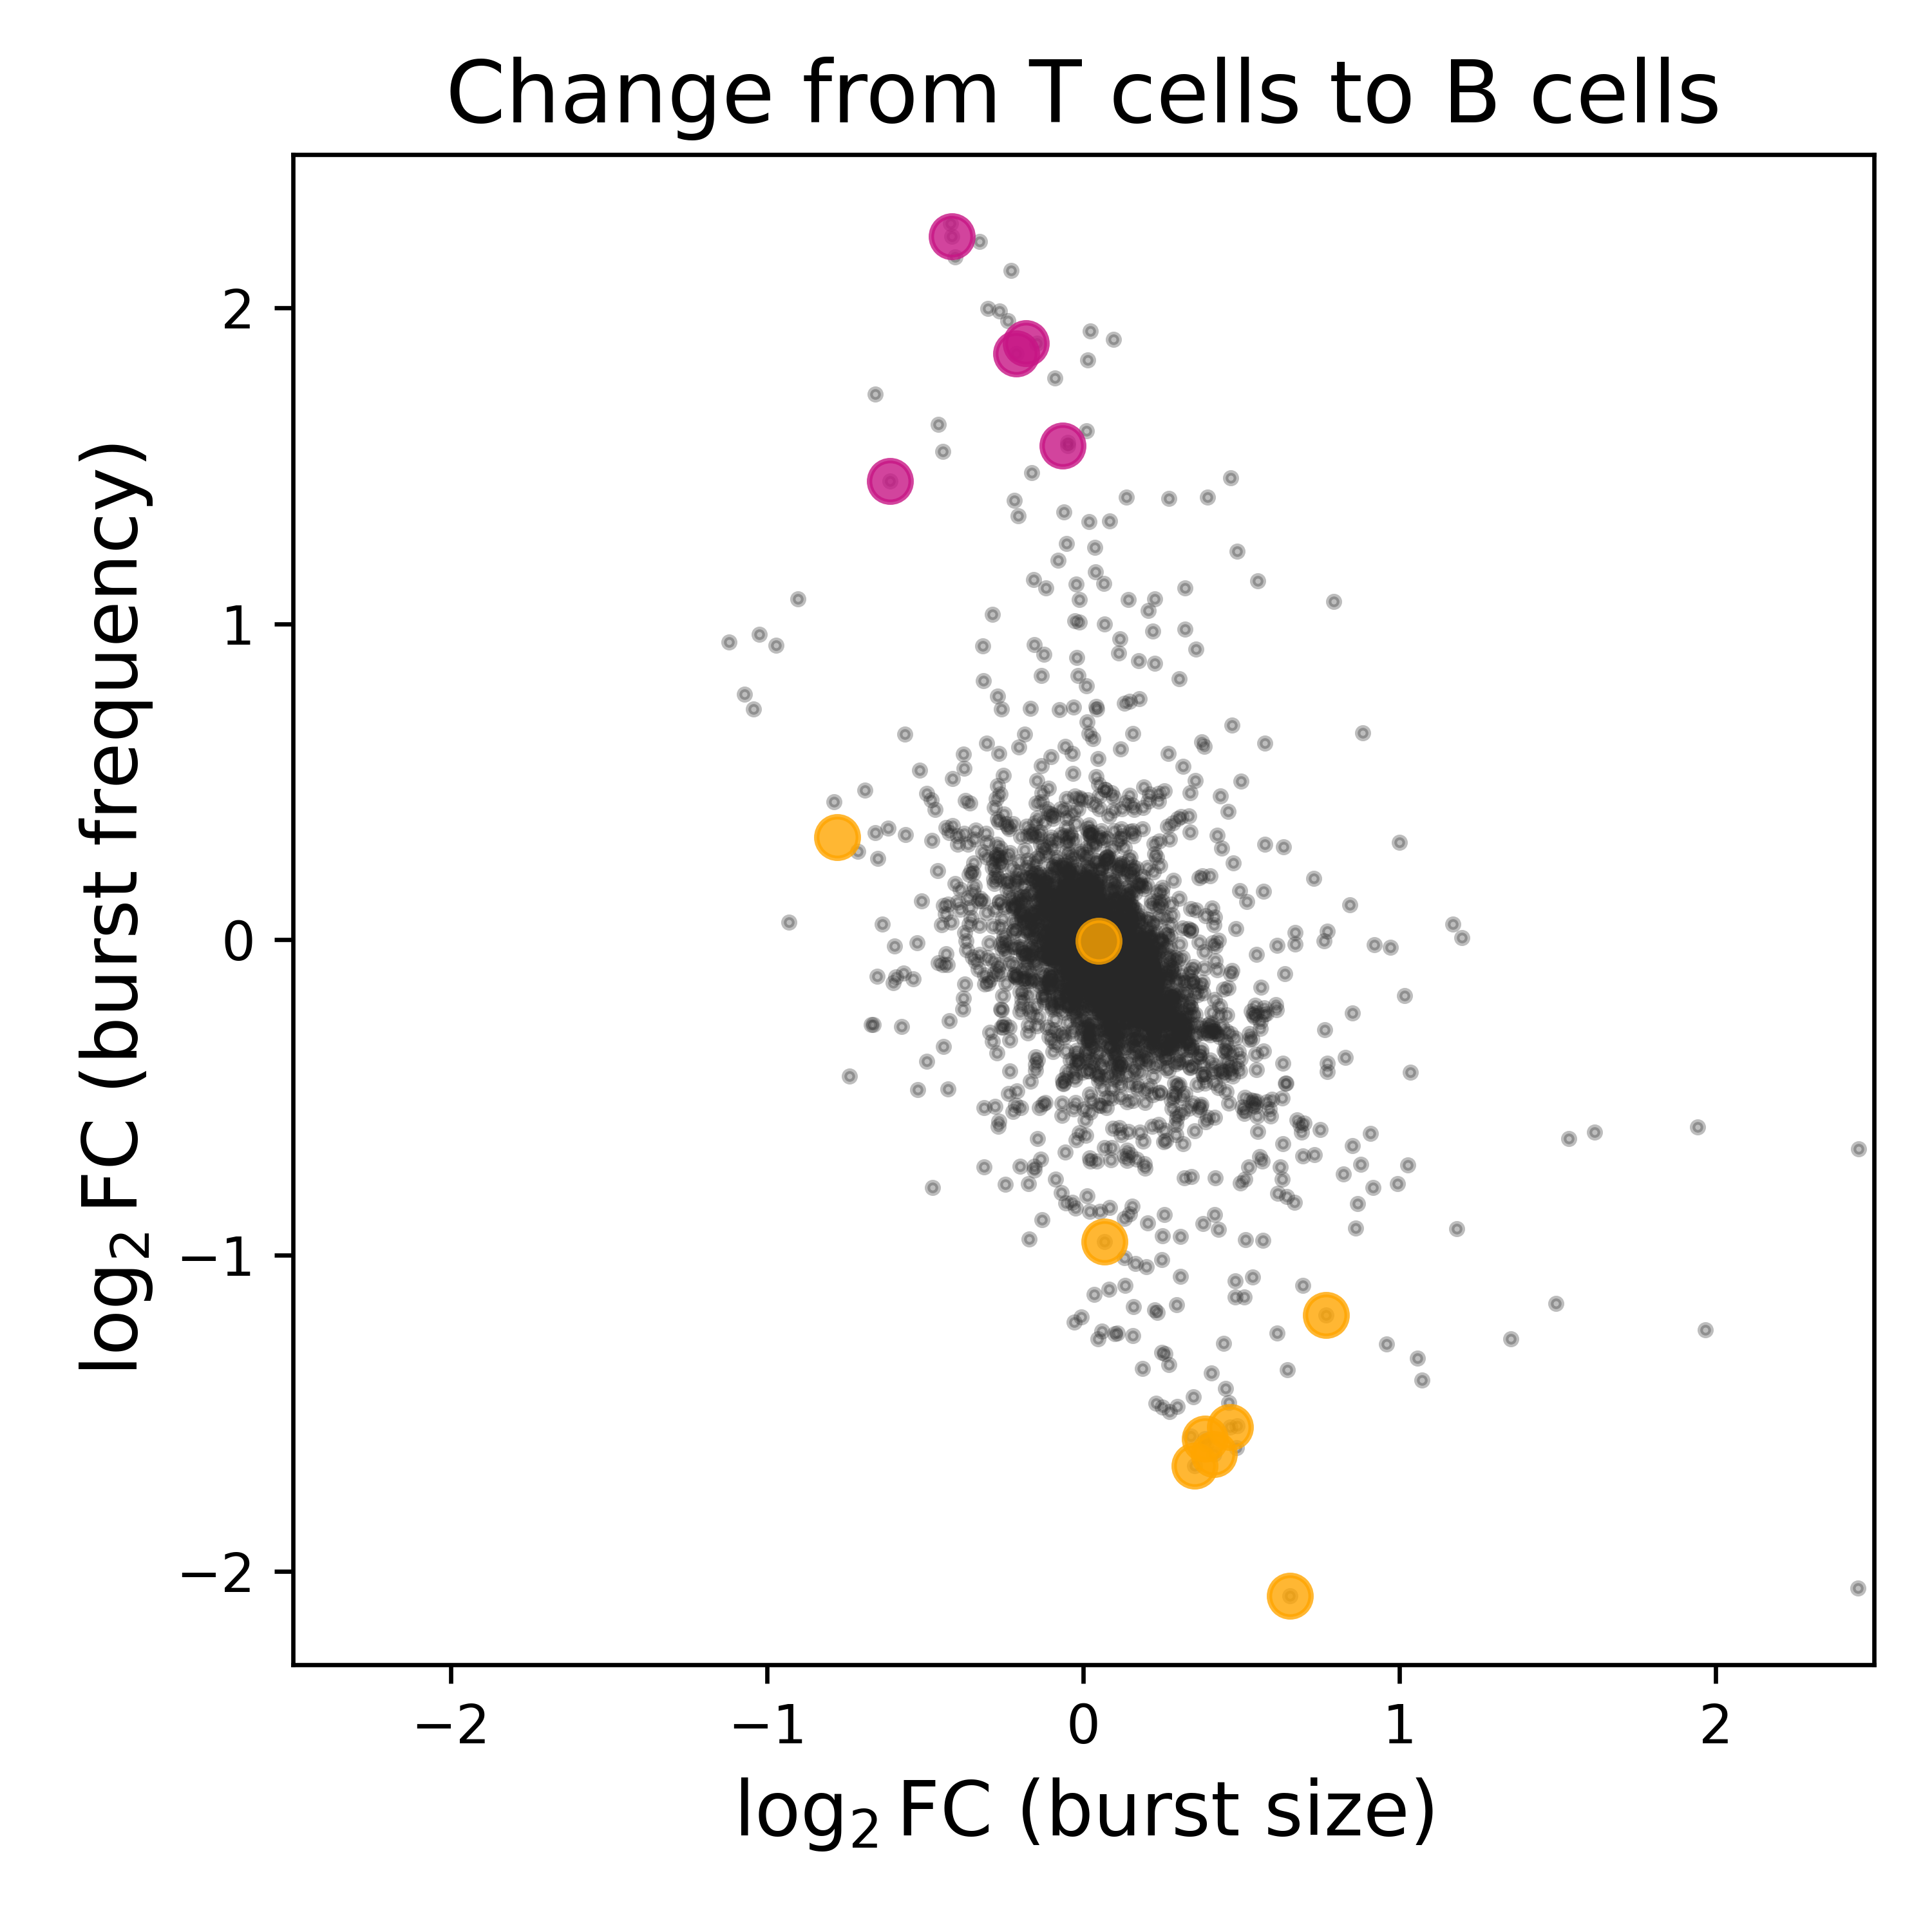 Change from T cells to B cells
log₂ FC (burst frequency)
2
1
0
−1
−2
−2 −1 0 1 2
log₂ FC (burst size)